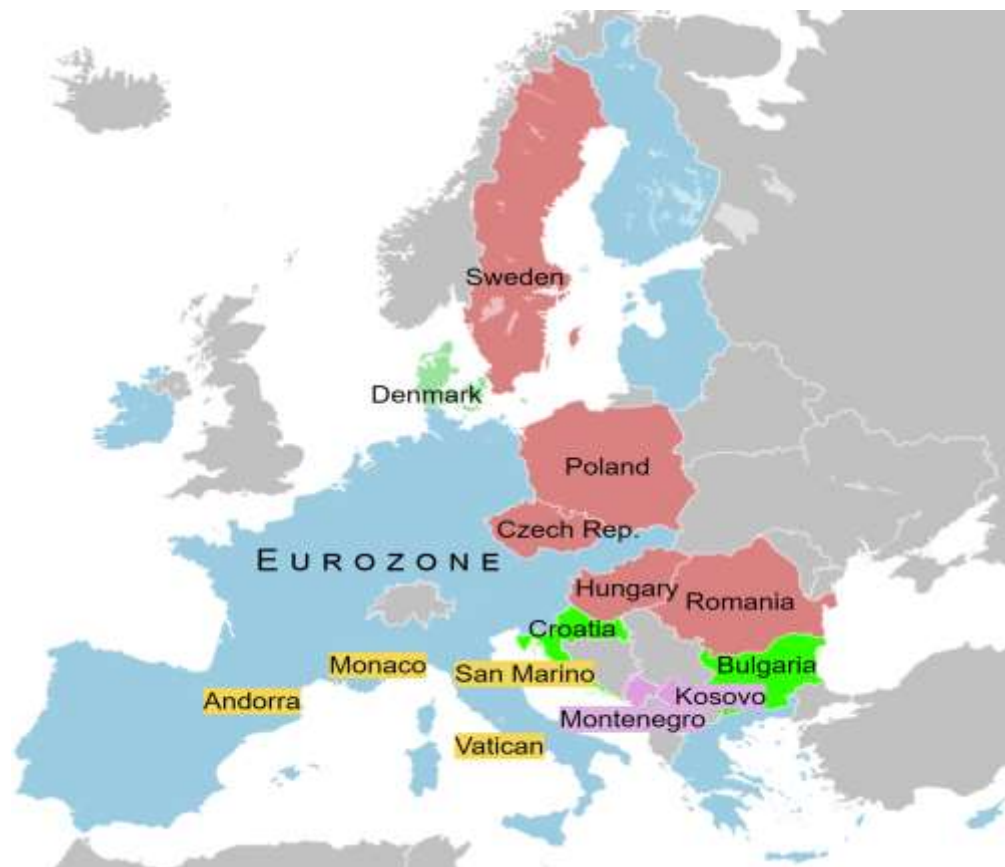 Sweden
Denmark
Poland
Czech Rep.
EUROZONE
Hungary
Romania
Croatia
Monaco
San Marino
Bulgaria
Andorra
Kosovo
Montenegro
Vatican